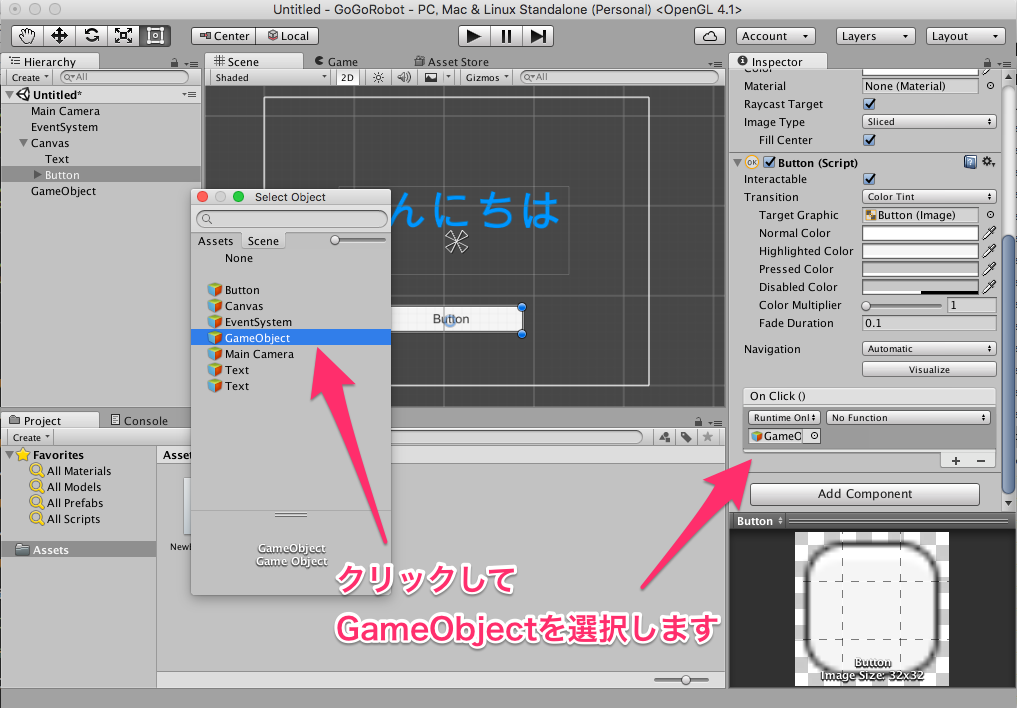 Untitled - GoGoRobot - PC, Mac & Linux Standalone (Personal) <OpenGL 4.1>
Center Local Account Layers Layout
Hierarchy
Create All
Untitled*
Main Camera
EventSystem
Canvas
Text
Button
GameObject
Scene Game Asset Store
Shaded 2D Gizmos All
んにちは
Button
Select Object
Assets Scene
None
Button
Canvas
EventSystem
GameObject
Main Camera
Text
Text
GameObject
Game Object
Project Console
Create
Favorites
All Materials
All Models
All Prefabs
All Scripts
Assets
クリックして
GameObjectを選択します
Inspector
Material None (Material)
Raycast Target
Image Type Sliced
Fill Center
OK Button (Script)
Interactable
Transition Color Tint
Target Graphic Button (Image)
Normal Color
Highlighted Color
Pressed Color
Disabled Color
Color Multiplier 1
Fade Duration 0.1
Navigation Automatic
Visualize
On Click ()
Runtime Onl No Function
GameO
+ −
Add Component
Button
Button
Image Size: 32x32